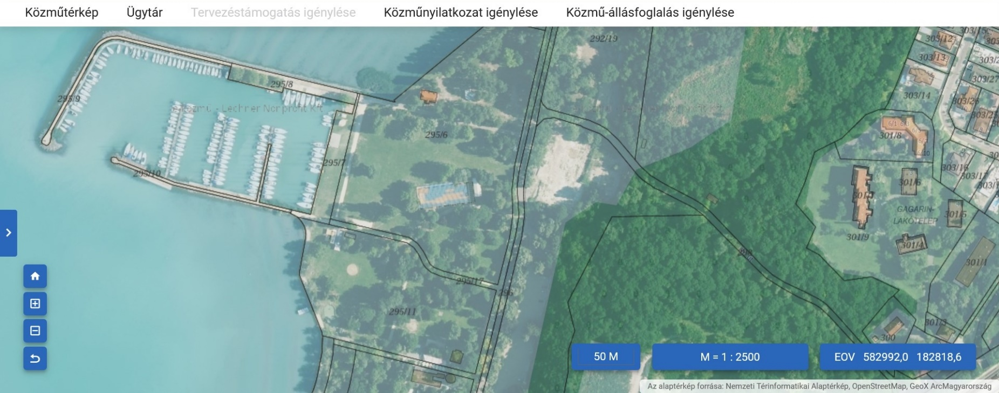 Közműtérkép Ügytár Tervezéstámogatás igénylése Közműnyilatkozat igénylése Közmű-állásfoglalás igénylése
292/19
303/12
303/13
295/8
295/9
303/27
303/14
e-közmű - Lechner Nonprofit Kft
295/6
301/8
295/7
295/10
303/16
303/17
301/6
GAGARIN-
LAKÓTELEP
301/5
301/9
301/4
301/1
295/17
296
295/11
301/3
300
50 M
M = 1 : 2500
EOV 582992,0 182818,6
Az alaptérkép forrása: Nemzeti Térinformatikai Alaptérkép, OpenStreetMap, GeoX ArcMagyarország